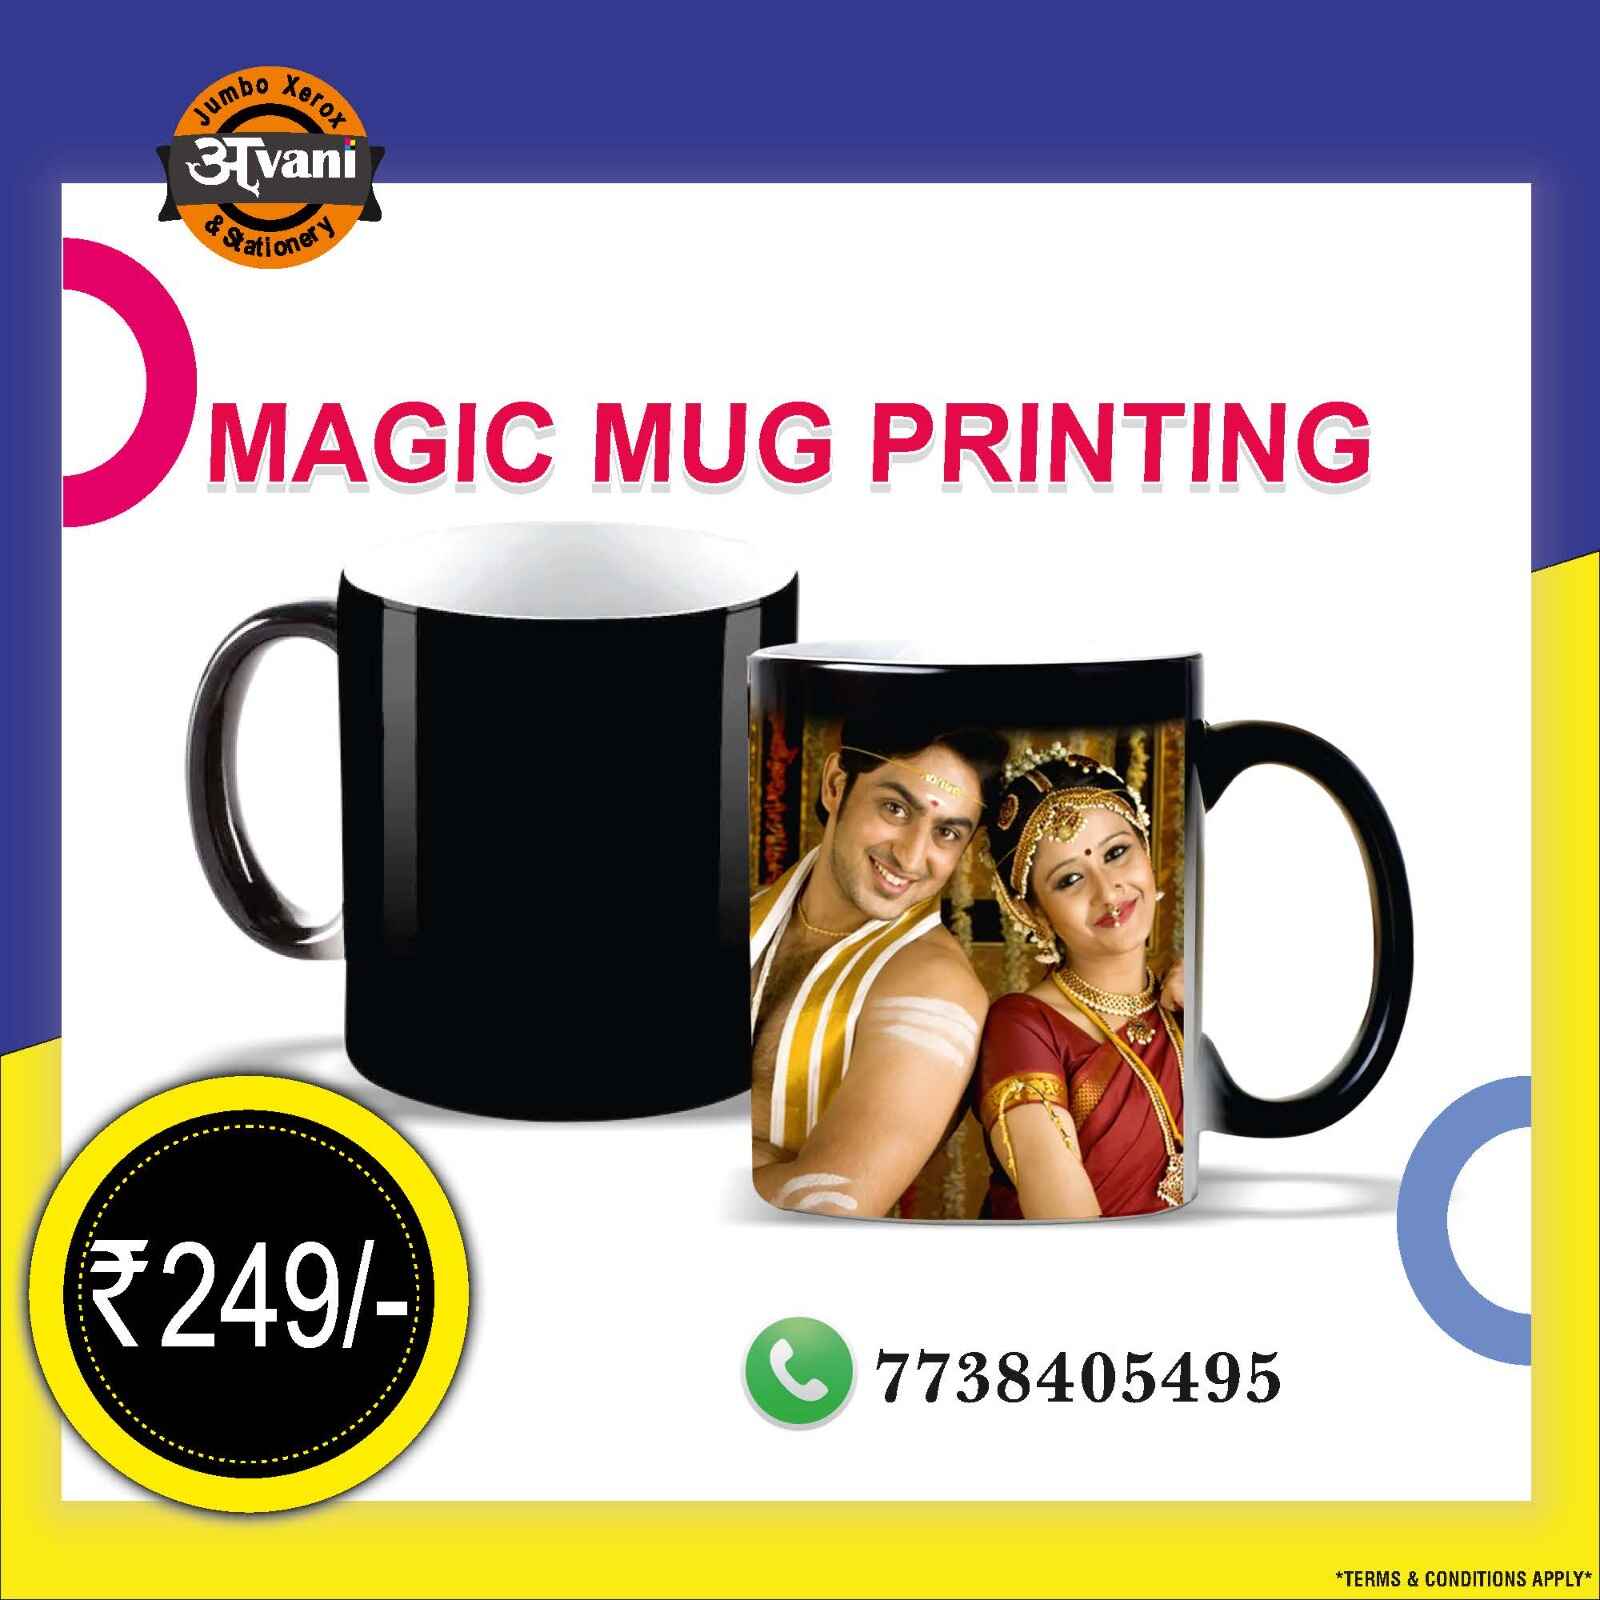 Jumbo Xerox
अvani
& Stationery
MAGIC MUG PRINTING
₹249/-
7738405495
*TERMS & CONDITIONS APPLY*